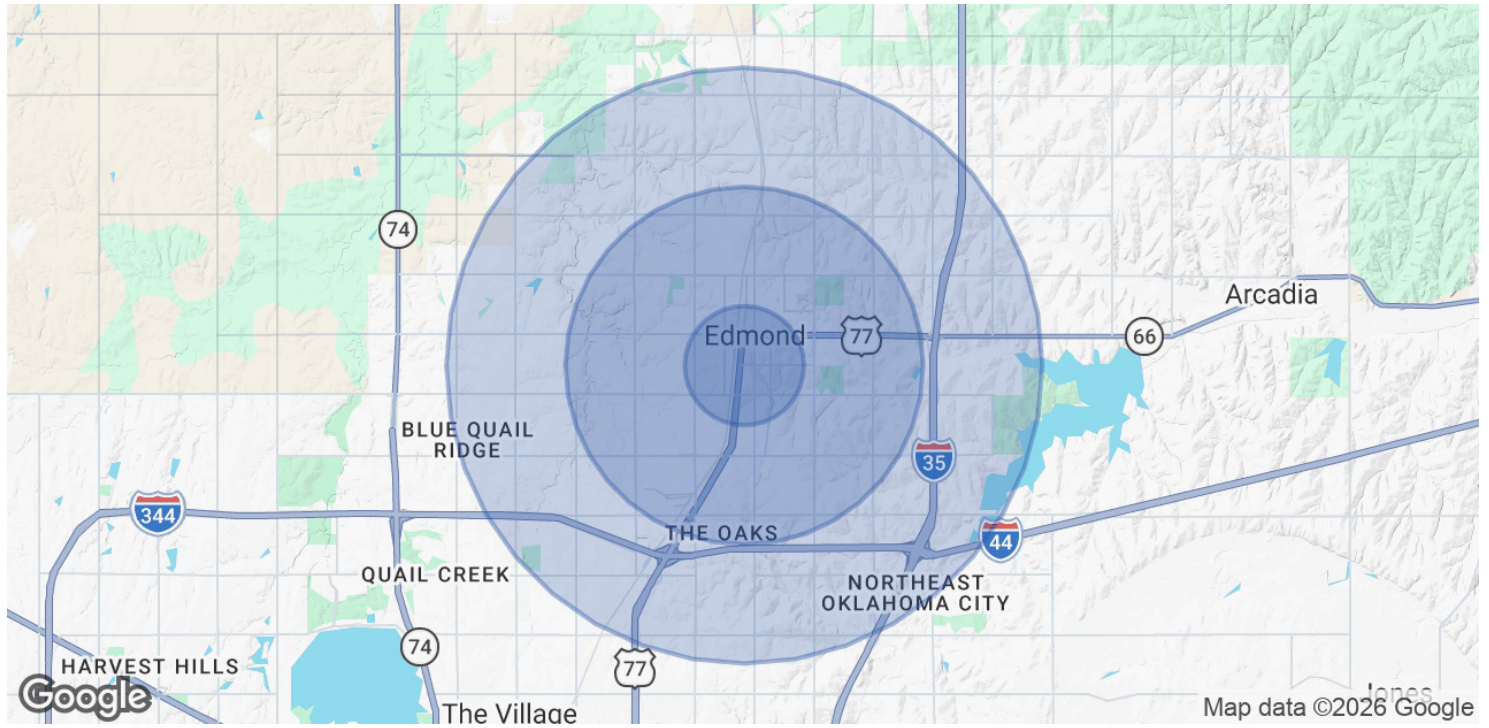 74
Arcadia
Edmond
77
66
BLUE QUAIL
RIDGE
35
344
THE OAKS
44
QUAIL CREEK
NORTHEAST
OKLAHOMA CITY
74
HARVEST HILLS
77
Google
Jones
The Village
Map data ©2026 Google